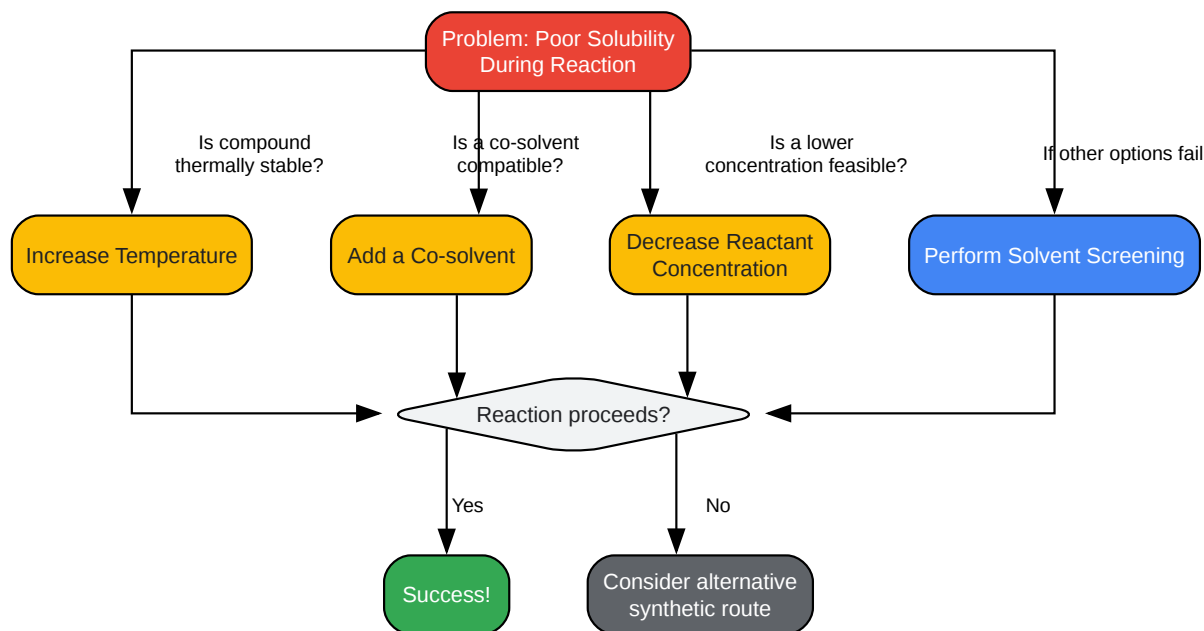 Problem: Poor Solubility
During Reaction
Is compound
thermally stable?
Is a co-solvent
compatible?
Is a lower
concentration feasible?
If other options fail
Increase Temperature
Add a Co-solvent
Decrease Reactant
Concentration
Perform Solvent Screening
Reaction proceeds?
Yes
No
Success!
Consider alternative
synthetic route